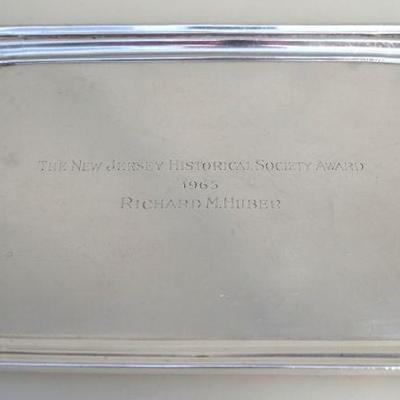 THE NEW JERSEY HISTORICAL SOCIETY AWARD
1965
RICHARD M. HUBER